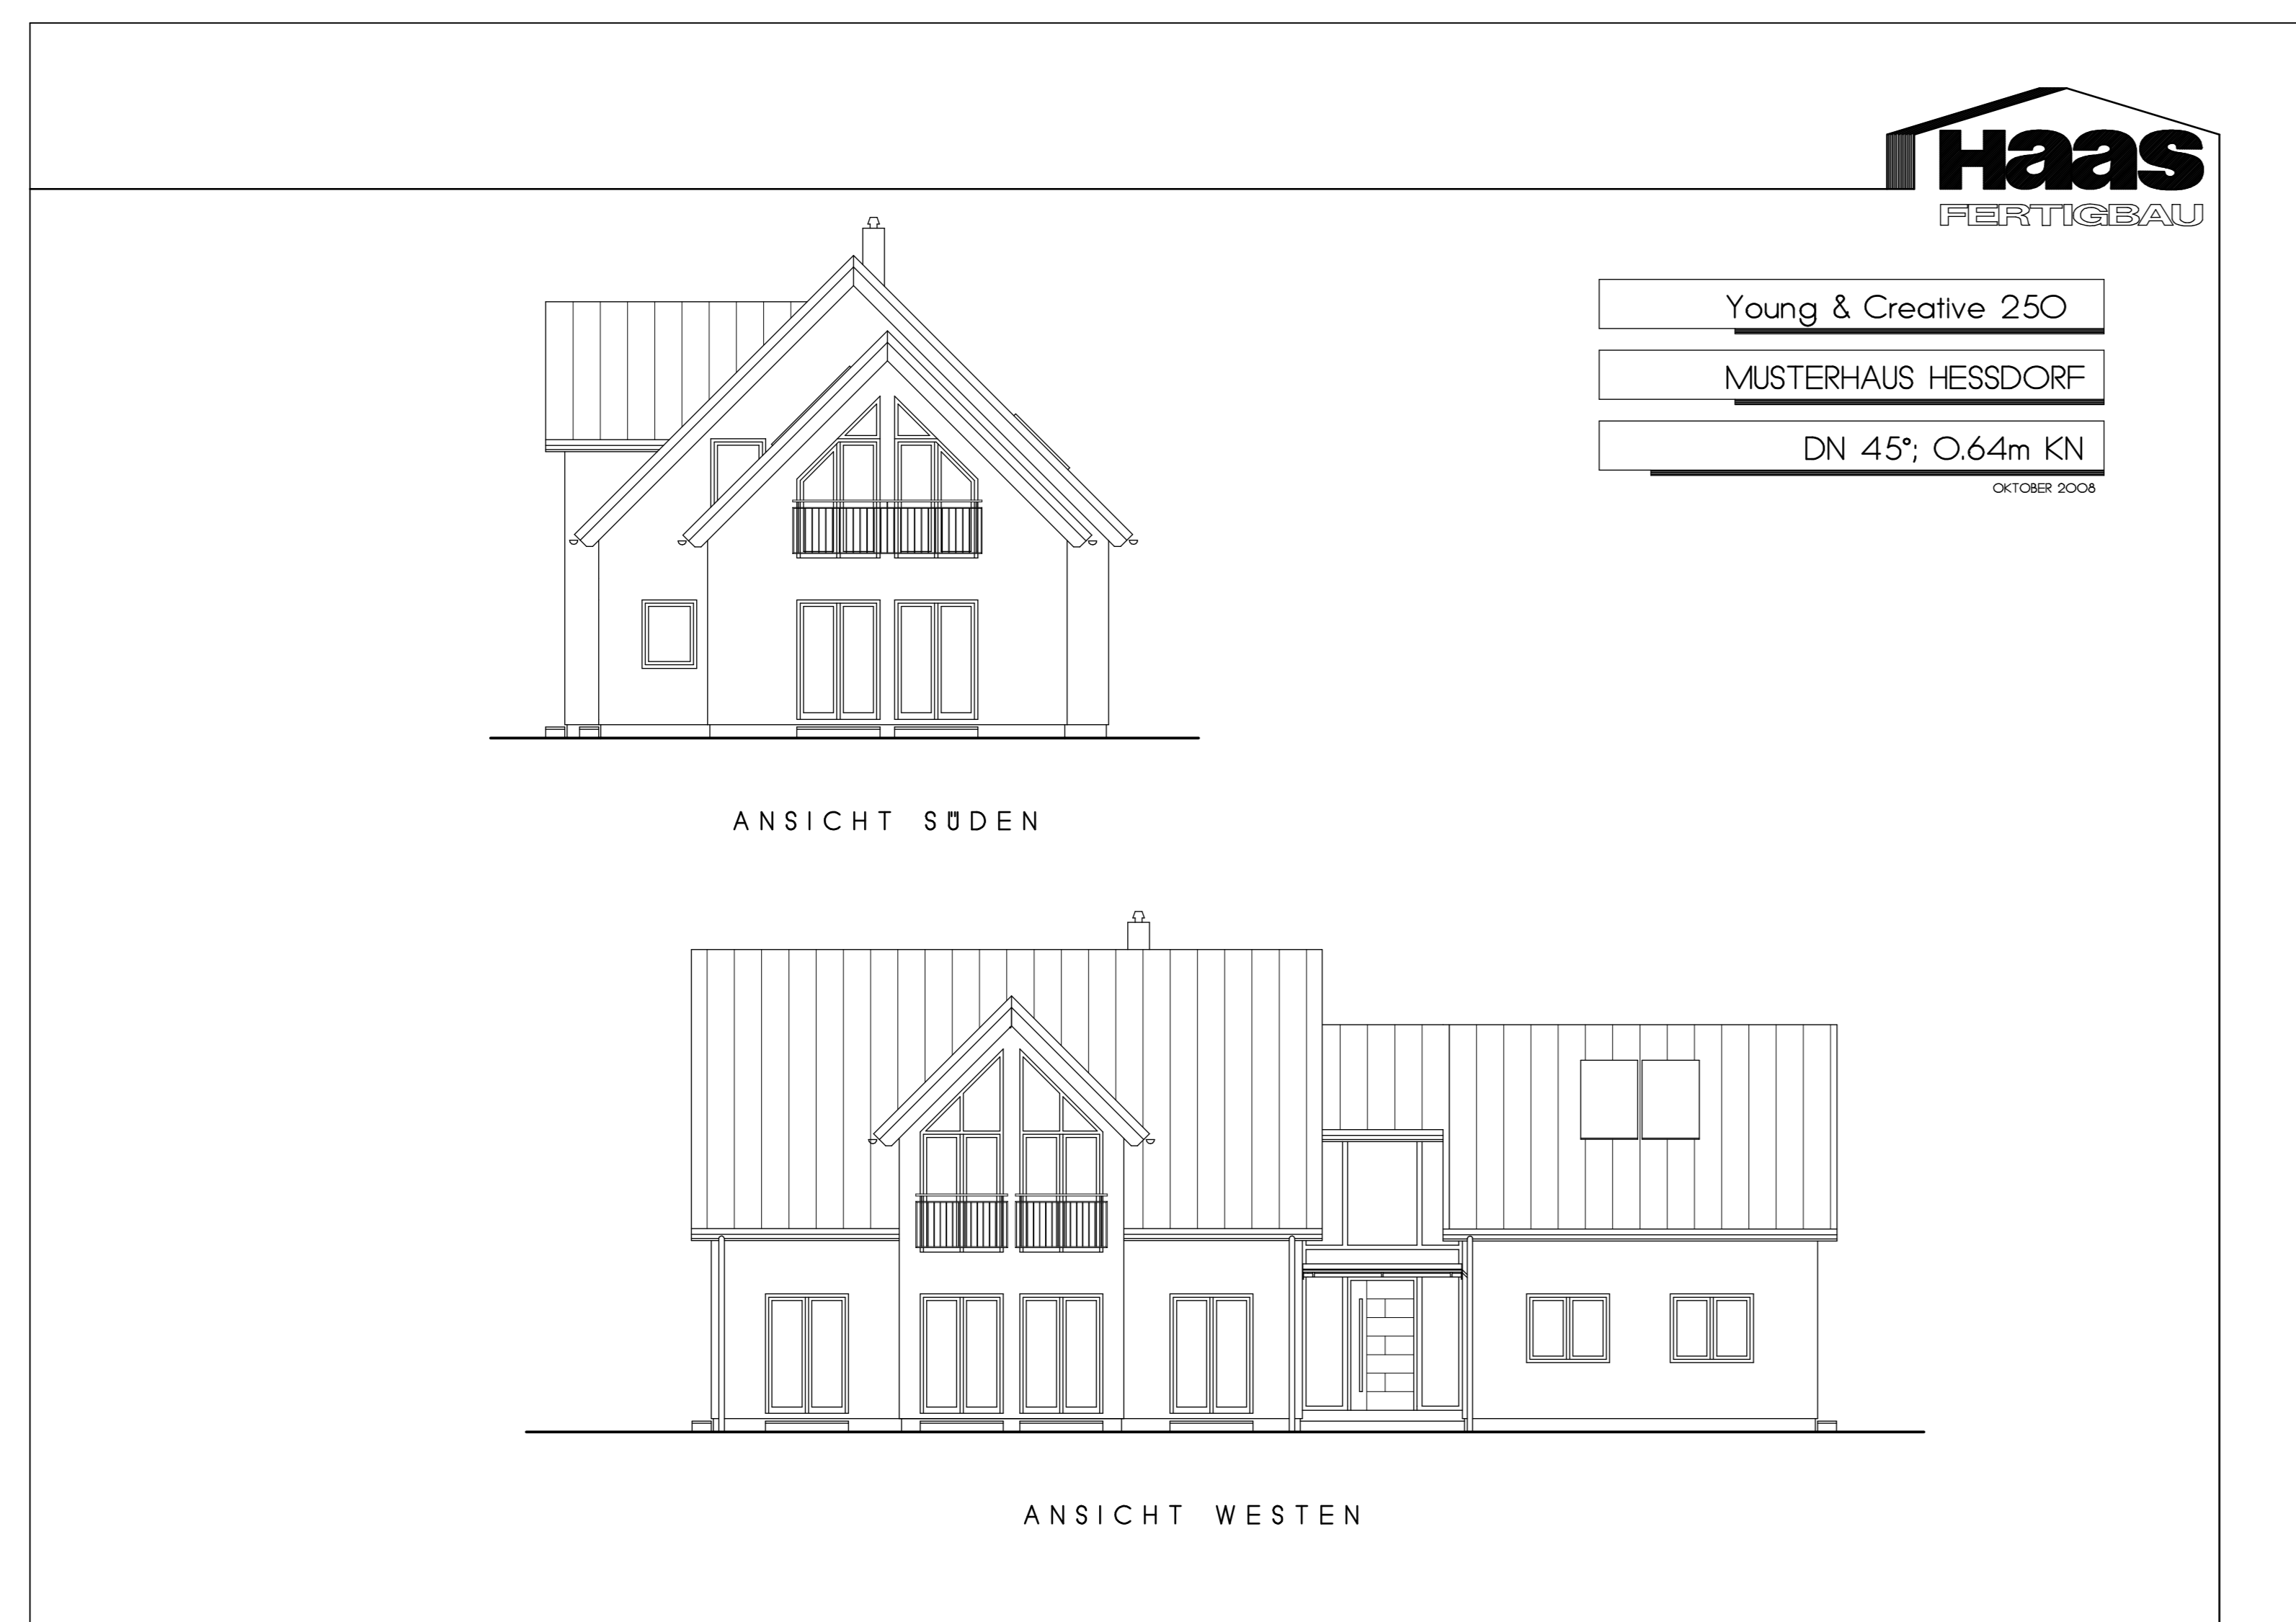 Haas
FERTIGBAU
Young & Creative 250
MUSTERHAUS HESSDORF
DN 45°; 0.64m KN
OKTOBER 2008
ANSICHT SÜDEN
ANSICHT WESTEN